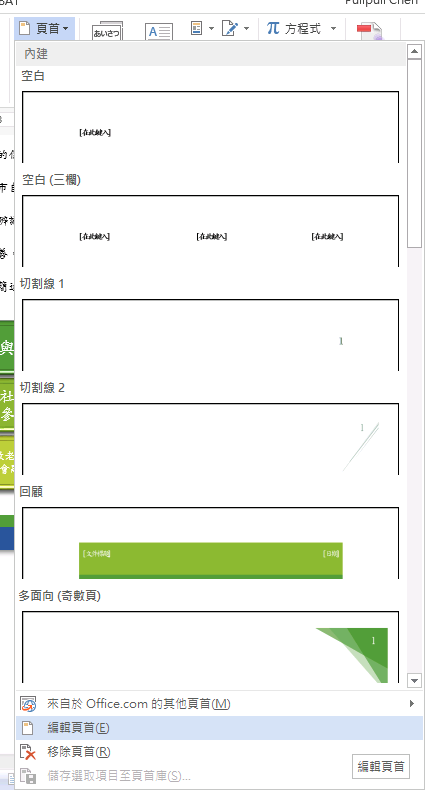 Pulipuli Chen
頁首
あいさつ
A
π 方程式
內建
空白
[在此鍵入]
空白 (三欄)
[在此鍵入] [在此鍵入] [在此鍵入]
切割線 1
1
切割線 2
1
回顧
[文件標題] [日期]
多面向 (奇數頁)
1
來自於 Office.com 的其他頁首(M)
編輯頁首(E)
移除頁首(R)
儲存選取項目至頁首庫(S)...
編輯頁首